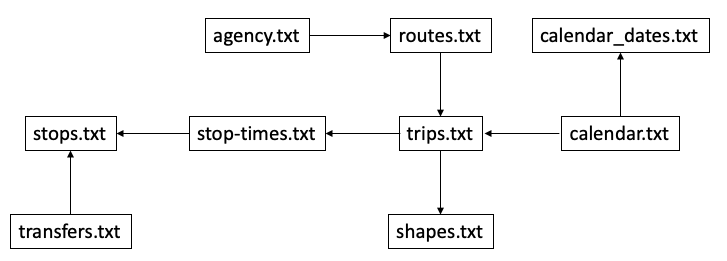 agency.txt
routes.txt
calendar_dates.txt
stops.txt
stop-times.txt
trips.txt
calendar.txt
transfers.txt
shapes.txt